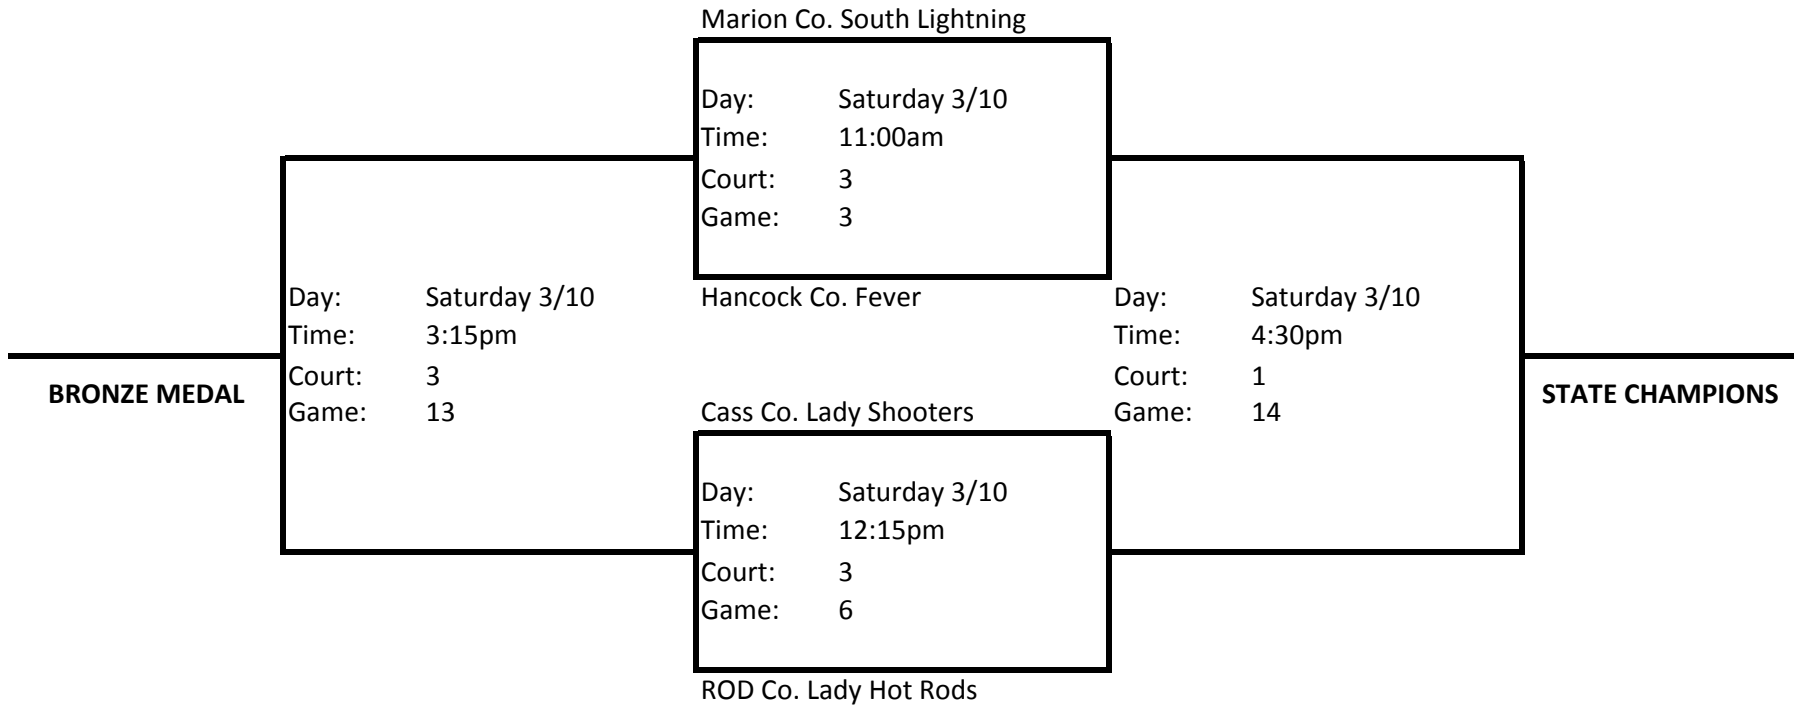 Marion Co. South Lightning
Day: Saturday 3/10
Time: 11:00am
Court: 3
Game: 3
Hancock Co. Fever
Day: Saturday 3/10
Time: 3:15pm
Court: 3
Game: 13
BRONZE MEDAL
Day: Saturday 3/10
Time: 4:30pm
Court: 1
Game: 14
STATE CHAMPIONS
Cass Co. Lady Shooters
Day: Saturday 3/10
Time: 12:15pm
Court: 3
Game: 6
ROD Co. Lady Hot Rods